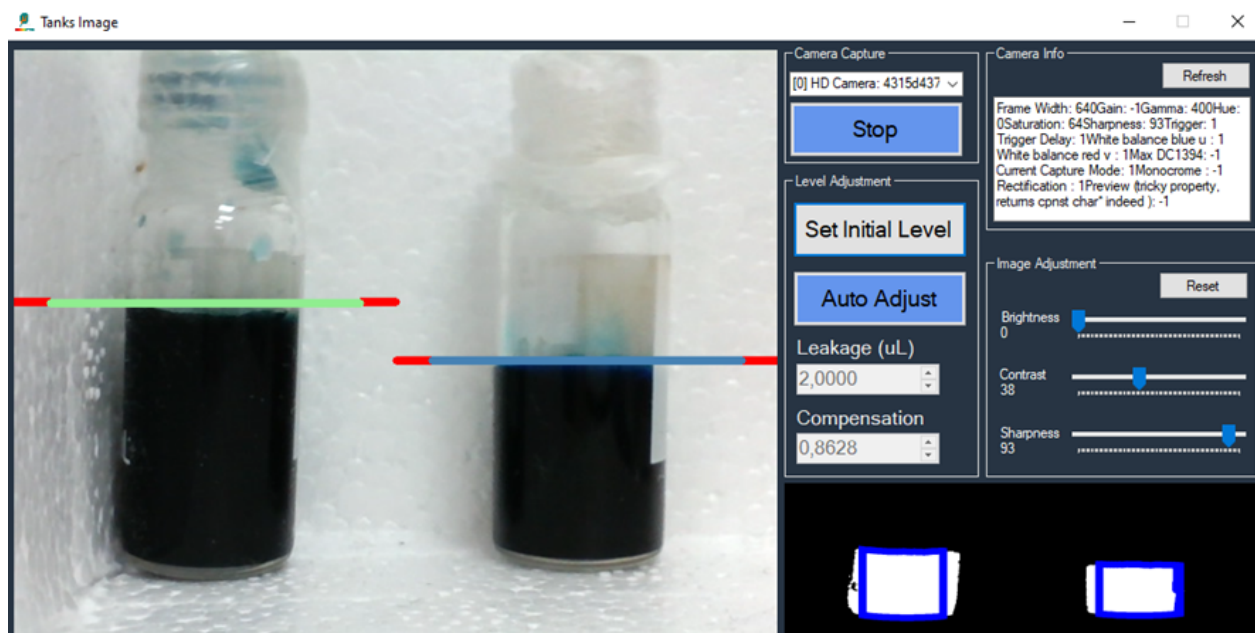 Tanks Image
Camera Capture
[0] HD Camera: 4315d437
Stop
Level Adjustment
Set Initial Level
Auto Adjust
Leakage (uL)
2,0000
Compensation
0,8628
Camera Info
Refresh
Frame Width: 640Gain: -1Gamma: 400Hue:
0Saturation: 64Sharpness: 93Trigger: 1
Trigger Delay: 1White balance blue u : 1
White balance red v : 1Max DC1394: -1
Current Capture Mode: 1Monocrome : -1
Rectification : 1Preview (tricky property,
returns cpnst char* indeed ): -1
Image Adjustment
Reset
Brightness
0
Contrast
38
Sharpness
93